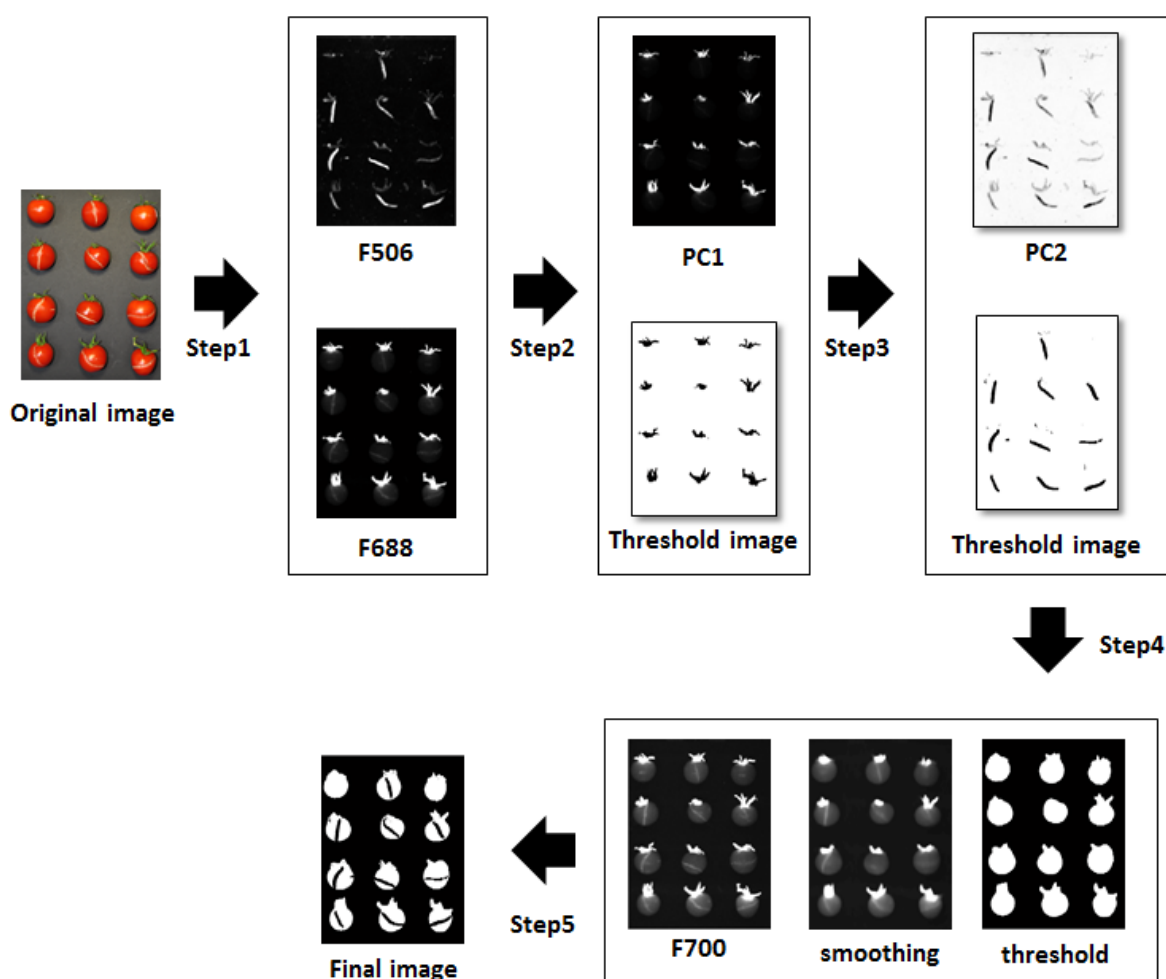 F506
PC1
PC2
Step1
Step2
Step3
Original image
F688
Threshold image
Threshold image
Step4
Step5
F700
smoothing
threshold
Final image